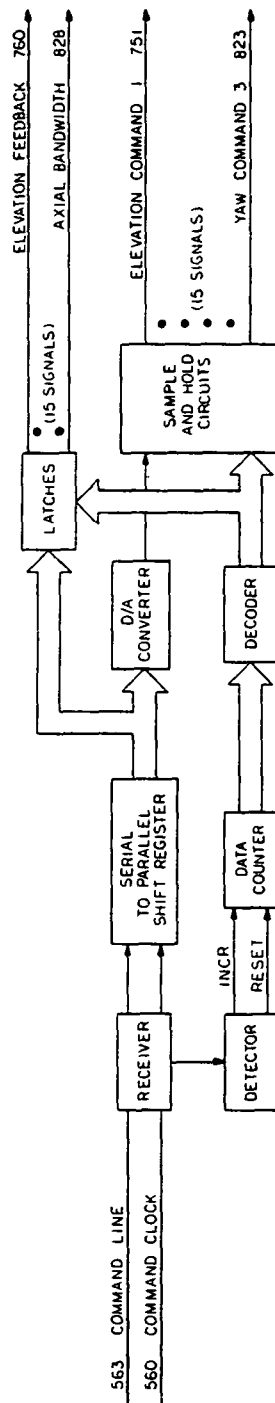 563 COMMAND LINE
560 COMMAND CLOCK
RECEIVER
DETECTOR
INCR
RESET
SERIAL
TO PARALLEL
SHIFT REGISTER
DATA
COUNTER
D/A
CONVERTER
DECODER
LATCHES
SAMPLE
AND HOLD
CIRCUITS
ELEVATION FEEDBACK 760
(15 SIGNALS)
AXIAL BANDWIDTH 828
ELEVATION COMMAND 1 751
(15 SIGNALS)
YAW COMMAND 3 823